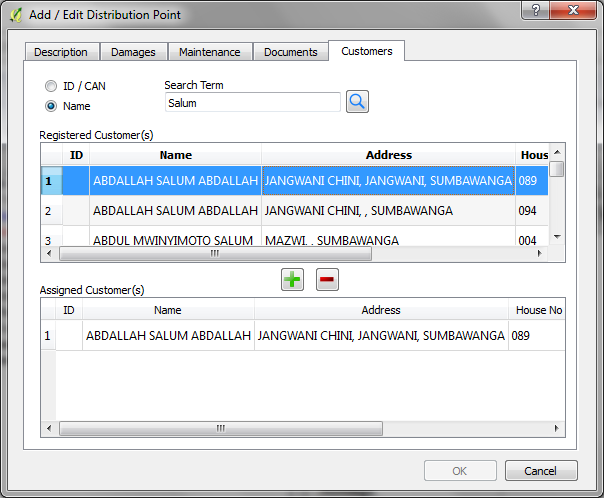 Add / Edit Distribution Point
Description Damages Maintenance Documents Customers
ID / CAN Search Term
Name Salum
Registered Customer(s)
ID Name Address Hous
1 ABDALLAH SALUM ABDALLAH JANGWANI CHINI, JANGWANI, SUMBAWANGA 089
2 ABDALLAH SALUM ABDALLAH JANGWANI CHINI, , SUMBAWANGA 094
3 ABDUL MWINYIMOTO SALUM MAZWI, , SUMBAWANGA 004
Assigned Customer(s)
ID Name Address House No
1 ABDALLAH SALUM ABDALLAH JANGWANI CHINI, JANGWANI, SUMBAWANGA 089
OK Cancel